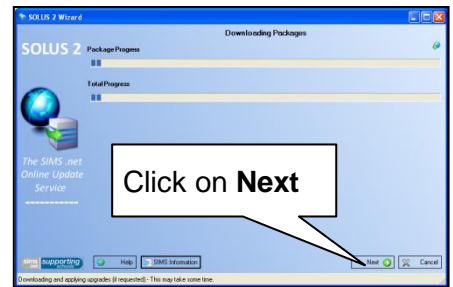 SOLUS 2 Wizard
Downloading Packages
SOLUS 2
Package Progress
Total Progress
The SIMS .net
Online Update
Service
Click on Next
sims supporting
Help
SIMS Information
Next
Cancel
Downloading and applying upgrades (if requested) - This may take some time.